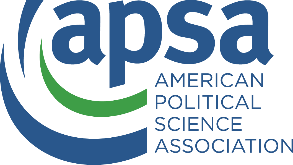 apsa
AMERICAN
POLITICAL
SCIENCE
ASSOCIATION